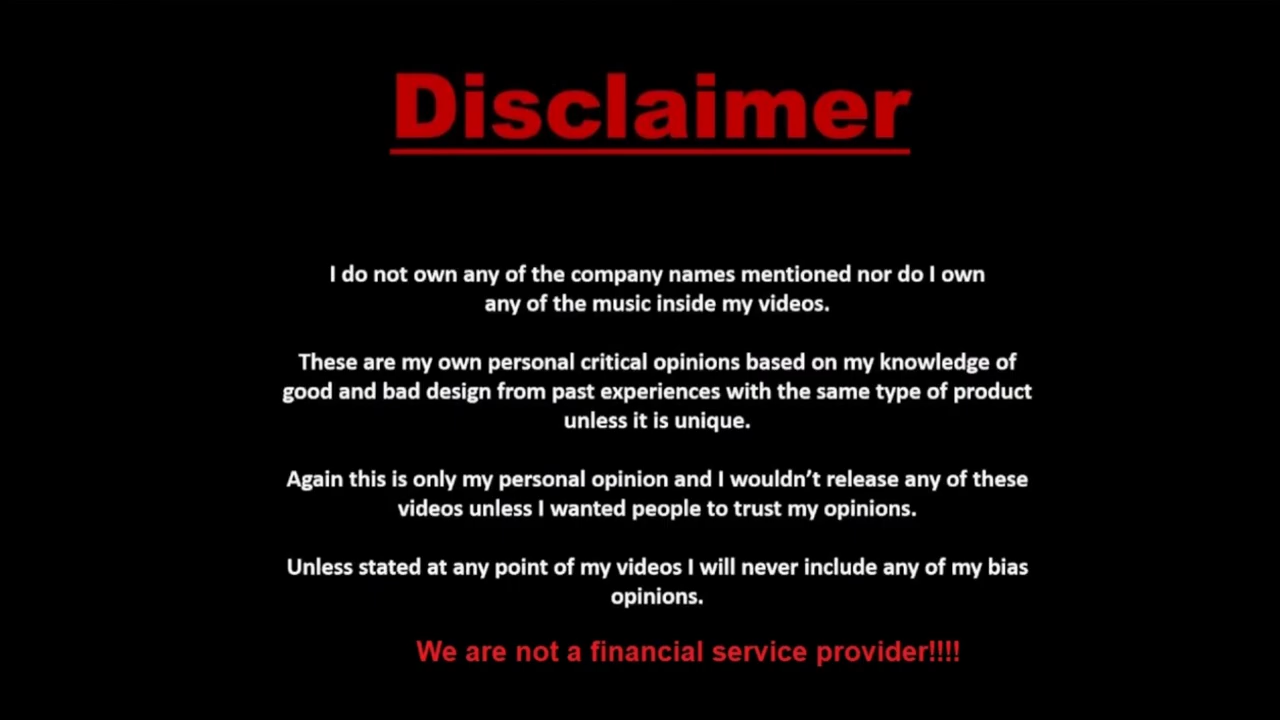 Disclaimer
I do not own any of the company names mentioned nor do I own
any of the music inside my videos.
These are my own personal critical opinions based on my knowledge of
good and bad design from past experiences with the same type of product
unless it is unique.
Again this is only my personal opinion and I wouldn’t release any of these
videos unless I wanted people to trust my opinions.
Unless stated at any point of my videos I will never include any of my bias
opinions.
We are not a financial service provider!!!!